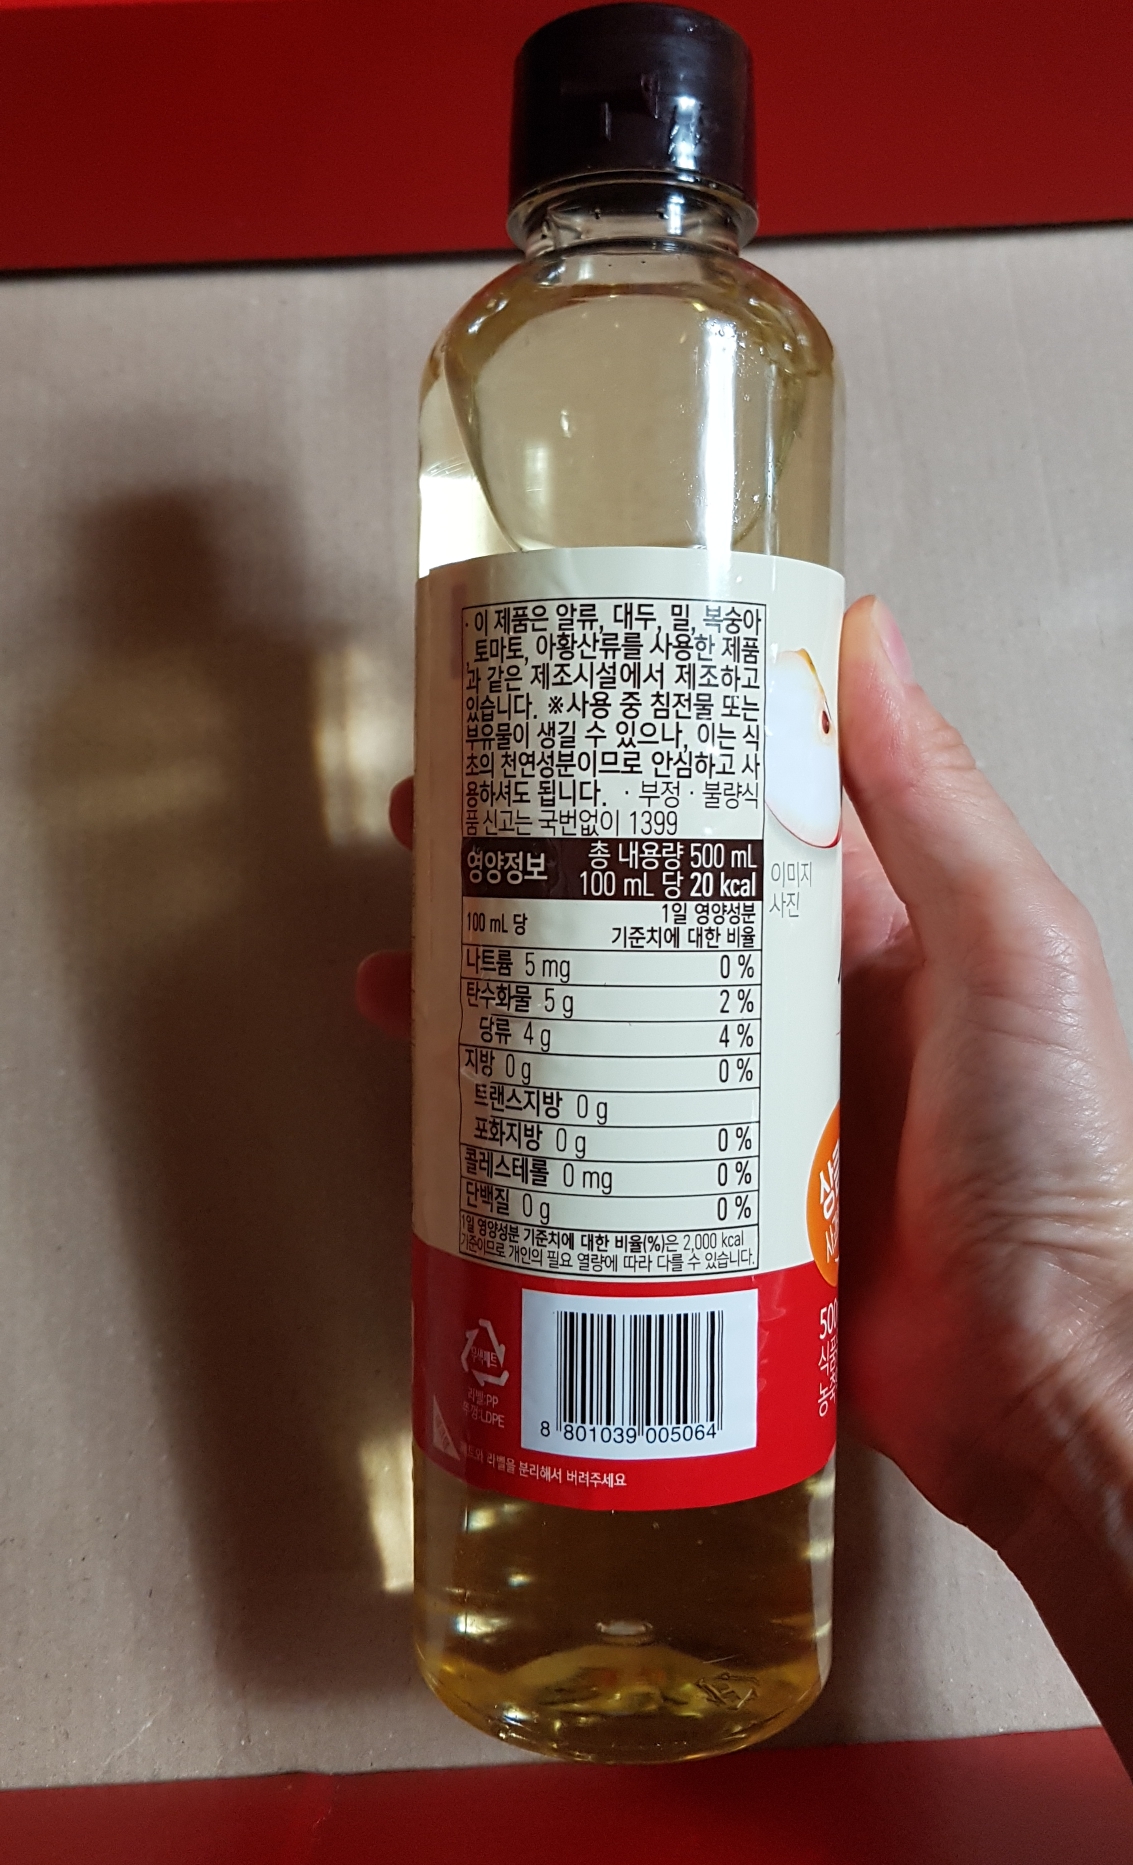 · 이 제품은 알류, 대두, 밀, 복숭아
, 토마토, 아황산류를 사용한 제품
과 같은 제조시설에서 제조하고
있습니다. ※사용 중 침전물 또는
부유물이 생길 수 있으나, 이는 식
초의 천연성분이므로 안심하고 사
용하셔도 됩니다. · 부정 · 불량식
품 신고는 국번없이 1399
영양정보 총 내용량 500 mL
100 mL 당 20 kcal
100 mL 당 1일 영양성분
기준치에 대한 비율
나트륨 5 mg 0 %
탄수화물 5 g 2 %
당류 4 g 4 %
지방 0 g 0 %
트랜스지방 0 g
포화지방 0 g 0 %
콜레스테롤 0 mg 0 %
단백질 0 g 0 %
1일 영양성분 기준치에 대한 비율(%)은 2,000 kcal
기준이므로 개인의 필요 열량에 따라 다를 수 있습니다.
이미지
사진
무색페트
라벨:PP
뚜껑:LDPE
8 801039 005064
라벨을 분리해서 버려주세요
500